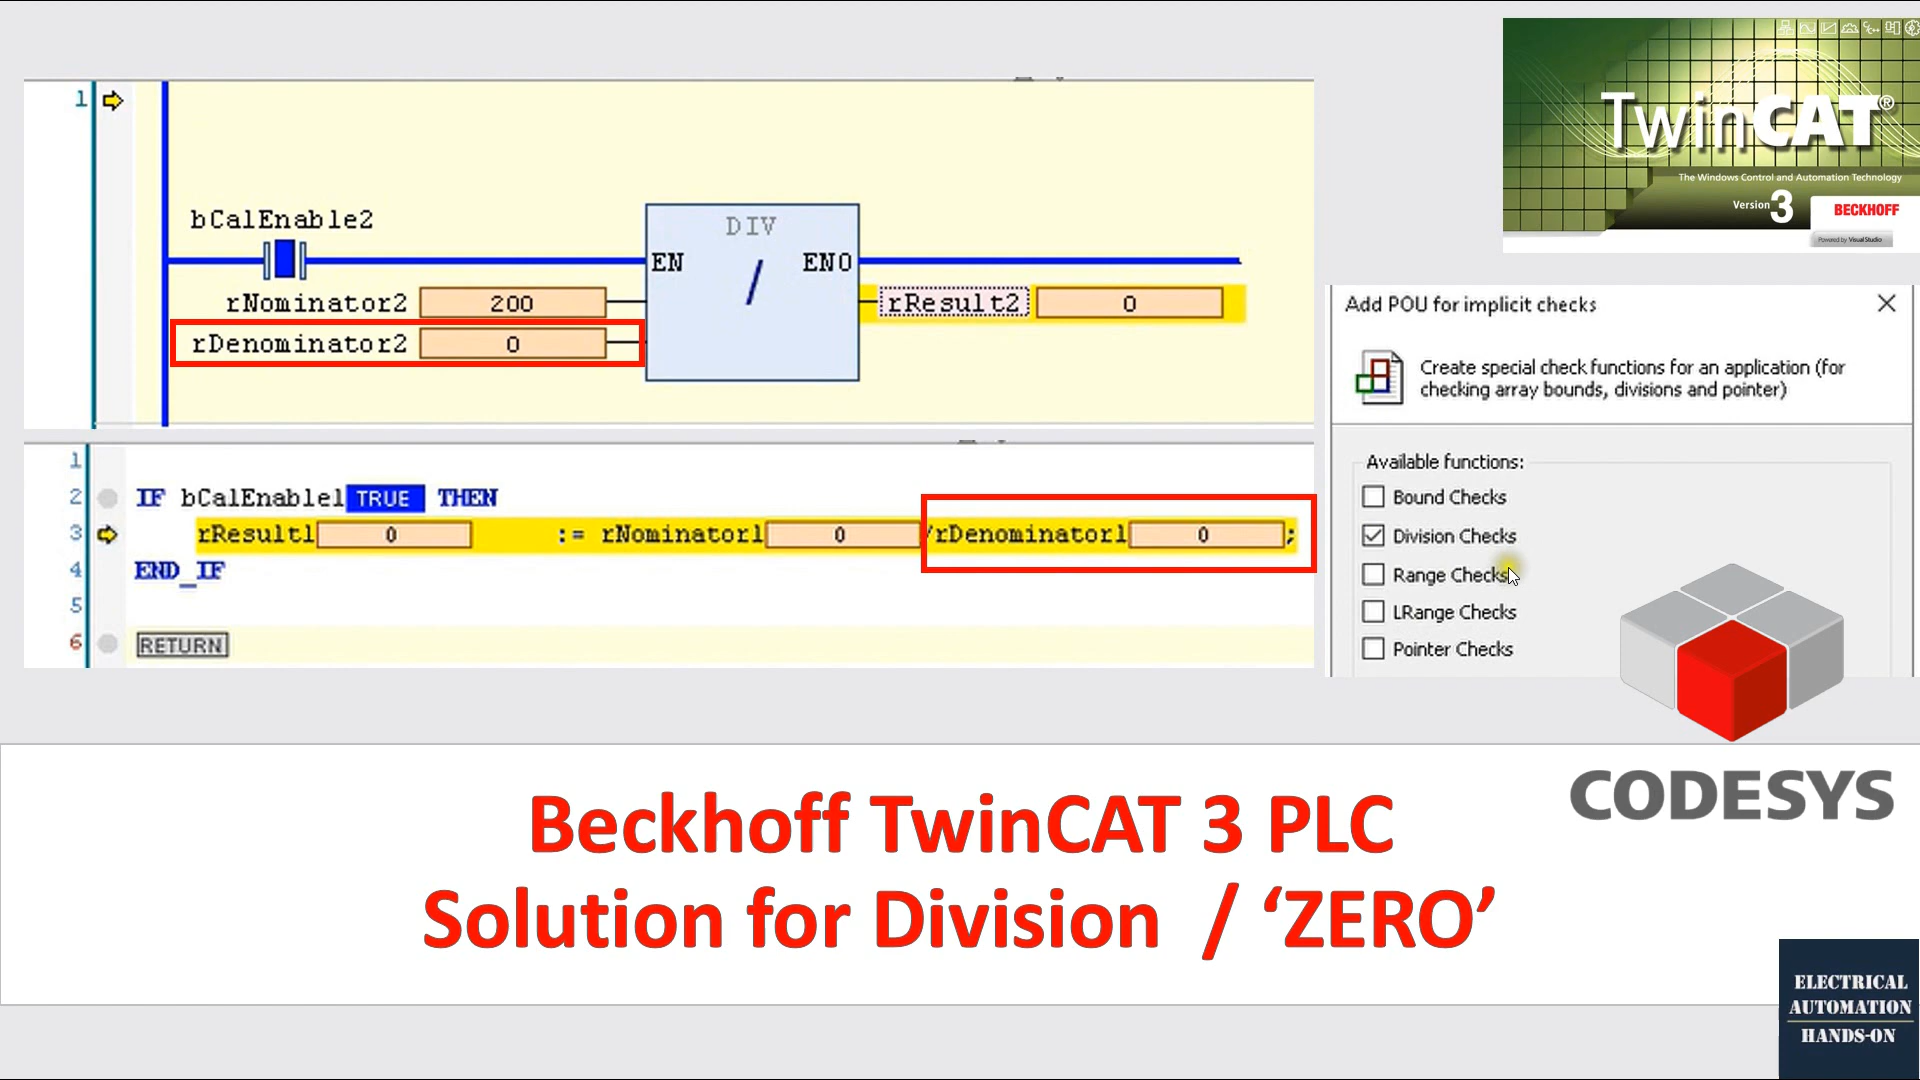 1
bCalEnable2
DIV
EN
/
ENO
rNominator2 200
rResult2 0
rDenominator2 0
1
2 IF bCalEnable1 TRUE THEN
3 rResult1 0 := rNominator1 0 /rDenominator1 0 ;
4 END_IF
5
6 RETURN
TwinCAT®
The Windows Control and Automation Technology
Version 3
BECKHOFF
Powered by Visual Studio
Add POU for implicit checks
Create special check functions for an application (for
checking array bounds, divisions and pointer)
Available functions:
Bound Checks
Division Checks
Range Checks
LRange Checks
Pointer Checks
CODESYS
Beckhoff TwinCAT 3 PLC
Solution for Division / ‘ZERO’
ELECTRICAL
AUTOMATION
HANDS-ON